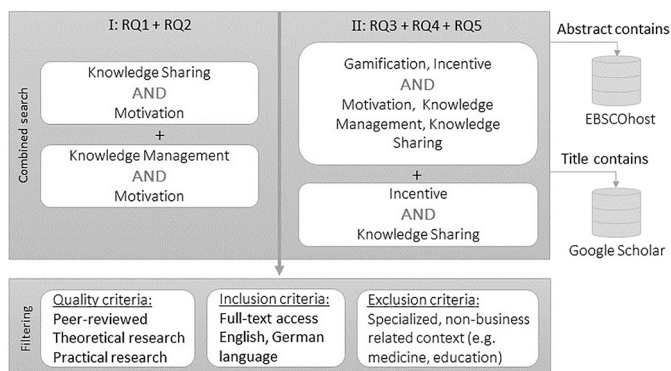 I: RQ1 + RQ2
Combined search
Knowledge Sharing
AND
Motivation
+
Knowledge Management
AND
Motivation
II: RQ3 + RQ4 + RQ5
Gamification, Incentive
AND
Motivation, Knowledge
Management, Knowledge
Sharing
+
Incentive
AND
Knowledge Sharing
Abstract contains
EBSCOhost
Title contains
Google Scholar
Filtering
Quality criteria:
Peer-reviewed
Theoretical research
Practical research
Inclusion criteria:
Full-text access
English, German
language
Exclusion criteria:
Specialized, non-business
related context (e.g.
medicine, education)